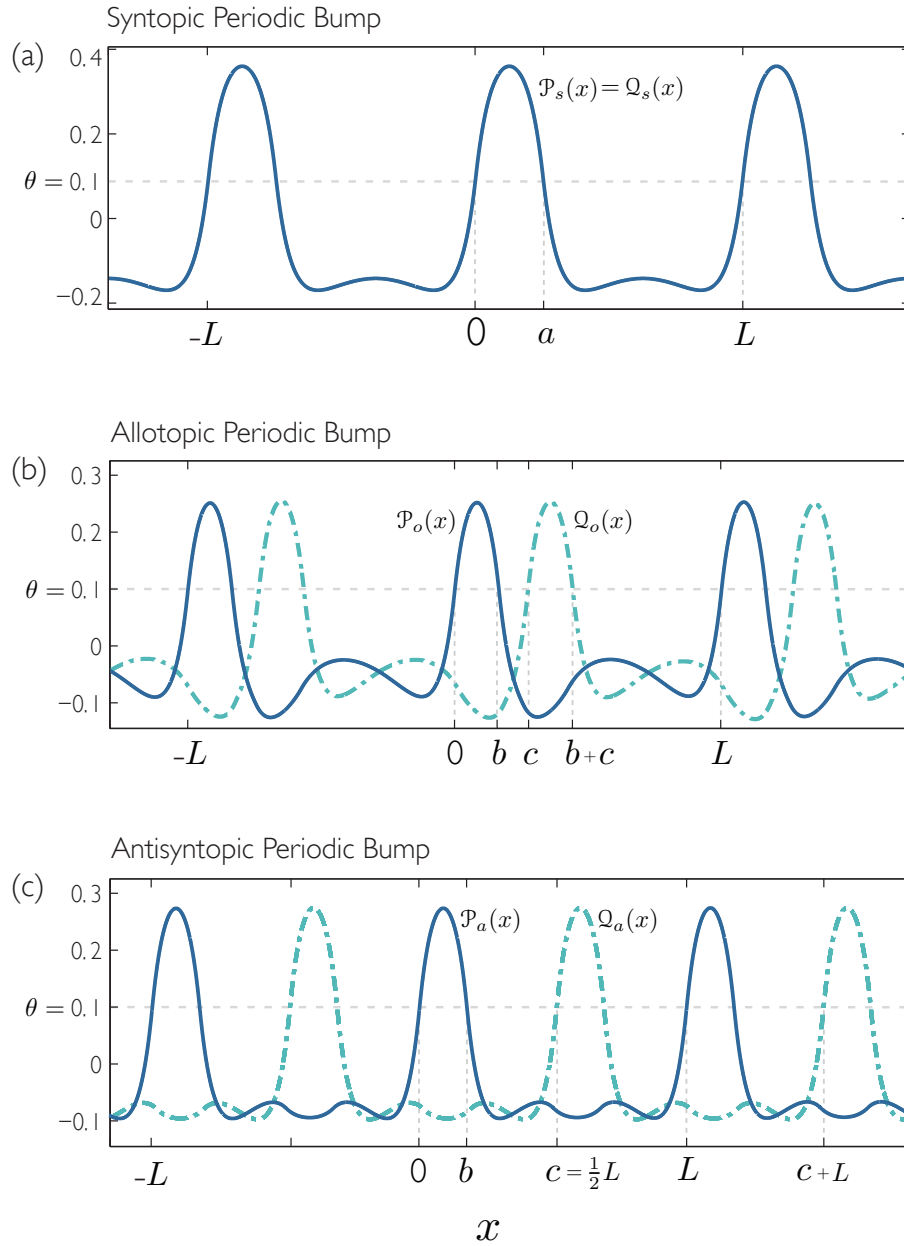 Syntopic Periodic Bump
(a)
0.4
𝒫ₛ(x) = 𝒬ₛ(x)
0.2
θ = 0.1
0
−0.2
-L 0 a L
Allotopic Periodic Bump
(b)
0.3
0.2
𝒫ₒ(x) 𝒬ₒ(x)
θ = 0.1
0
−0.1
-L 0 b c b+c L
Antisyntopic Periodic Bump
(c)
0.3
𝒫ₐ(x) 𝒬ₐ(x)
0.2
θ = 0.1
0
−0.1
-L 0 b c = ½L L c+L
x